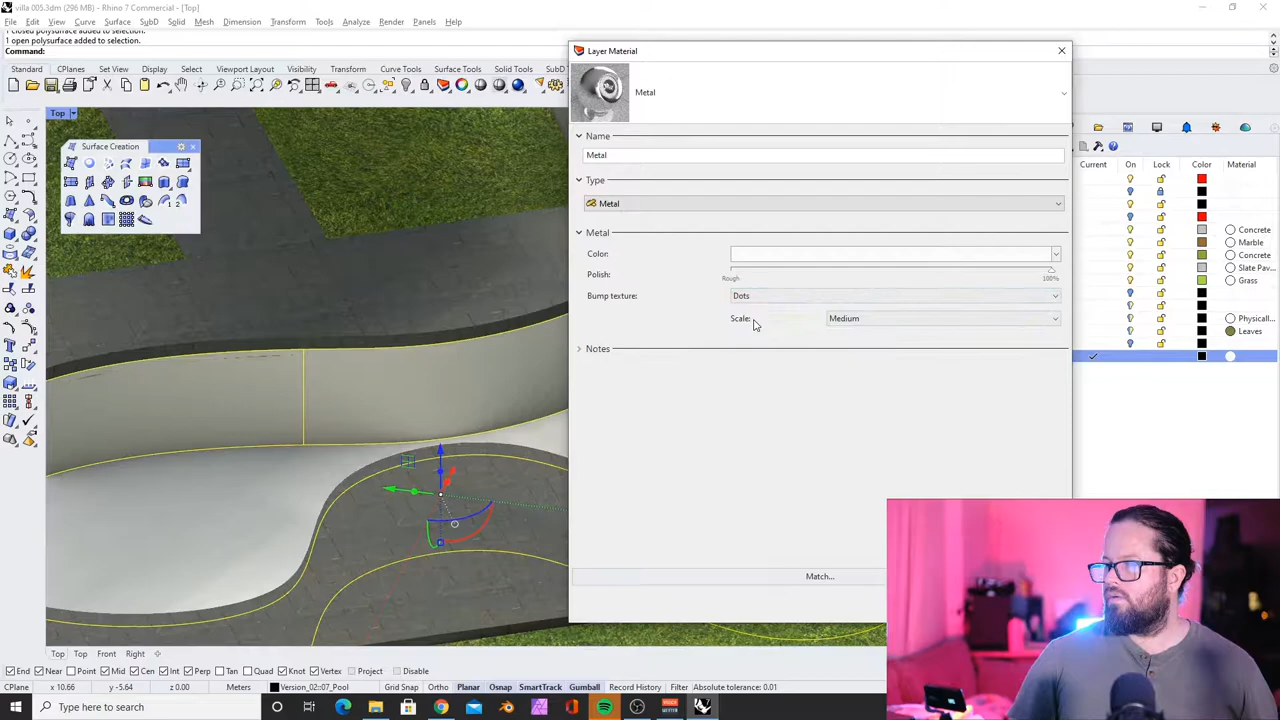 villa 005.3dm (296 MB) - Rhino 7 Commercial - [Top]
File Edit View Curve Surface SubD Solid Mesh Dimension Transform Tools Analyze Render Panels Help
1 closed polysurface added to selection.
1 open polysurface added to selection.
Command:
Standard CPlanes Set View Display Select Viewport Layout Visibility Transform Curve Tools Surface Tools Solid Tools SubD T
Top
Surface Creation
Layer Material
Metal
Name
Metal
Type
Metal
Metal
Color:
Polish:
Rough 100%
Bump texture: Dots
Scale: Medium
Notes
Match...
Current On Lock Color Material
Concrete
Marble
Concrete
Slate Pav
Grass
Physicall
Leaves
Top Top Front Right
End Near Point Mid Cen Int Perp Tan Quad Knot Vertex Project Disable
CPlane x 10.66 y -5.64 z 0.00 Meters Version_02::07_Pool Grid Snap Ortho Planar Osnap SmartTrack Gumball Record History Filter Absolute tolerance: 0.01
Type here to search